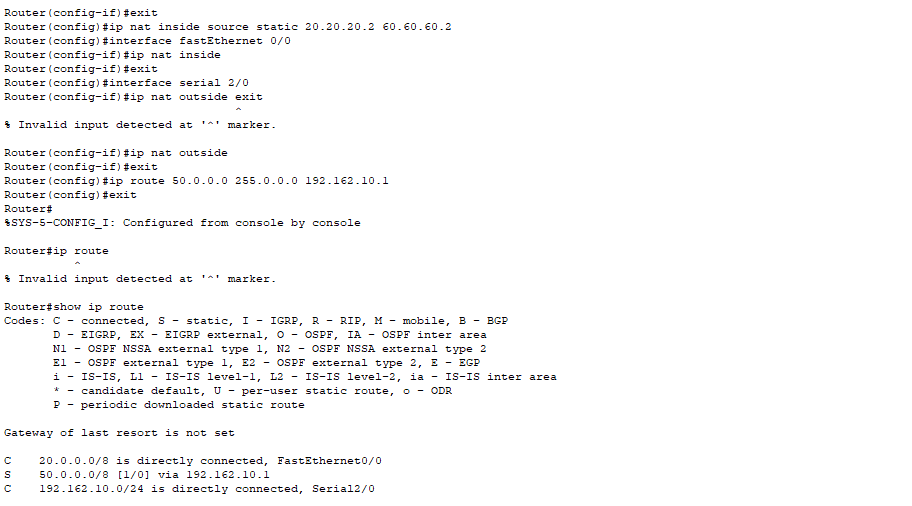 Router(config-if)#exit
Router(config)#ip nat inside source static 20.20.20.2 60.60.60.2
Router(config)#interface fastEthernet 0/0
Router(config-if)#ip nat inside
Router(config-if)#exit
Router(config)#interface serial 2/0
Router(config-if)#ip nat outside exit
^
% Invalid input detected at '^' marker.
Router(config-if)#ip nat outside
Router(config-if)#exit
Router(config)#ip route 50.0.0.0 255.0.0.0 192.162.10.1
Router(config)#exit
Router#
%SYS-5-CONFIG_I: Configured from console by console
Router#ip route
^
% Invalid input detected at '^' marker.
Router#show ip route
Codes: C - connected, S - static, I - IGRP, R - RIP, M - mobile, B - BGP
D - EIGRP, EX - EIGRP external, O - OSPF, IA - OSPF inter area
N1 - OSPF NSSA external type 1, N2 - OSPF NSSA external type 2
E1 - OSPF external type 1, E2 - OSPF external type 2, E - EGP
i - IS-IS, L1 - IS-IS level-1, L2 - IS-IS level-2, ia - IS-IS inter area
* - candidate default, U - per-user static route, o - ODR
P - periodic downloaded static route
Gateway of last resort is not set
C 20.0.0.0/8 is directly connected, FastEthernet0/0
S 50.0.0.0/8 [1/0] via 192.162.10.1
C 192.162.10.0/24 is directly connected, Serial2/0